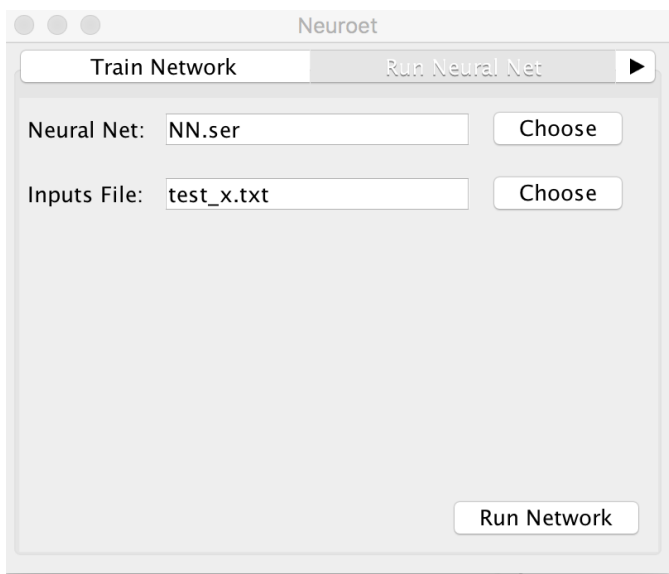 Neuroet
Train Network Run Neural Net ▶
Neural Net: NN.ser Choose
Inputs File: test_x.txt Choose
Run Network